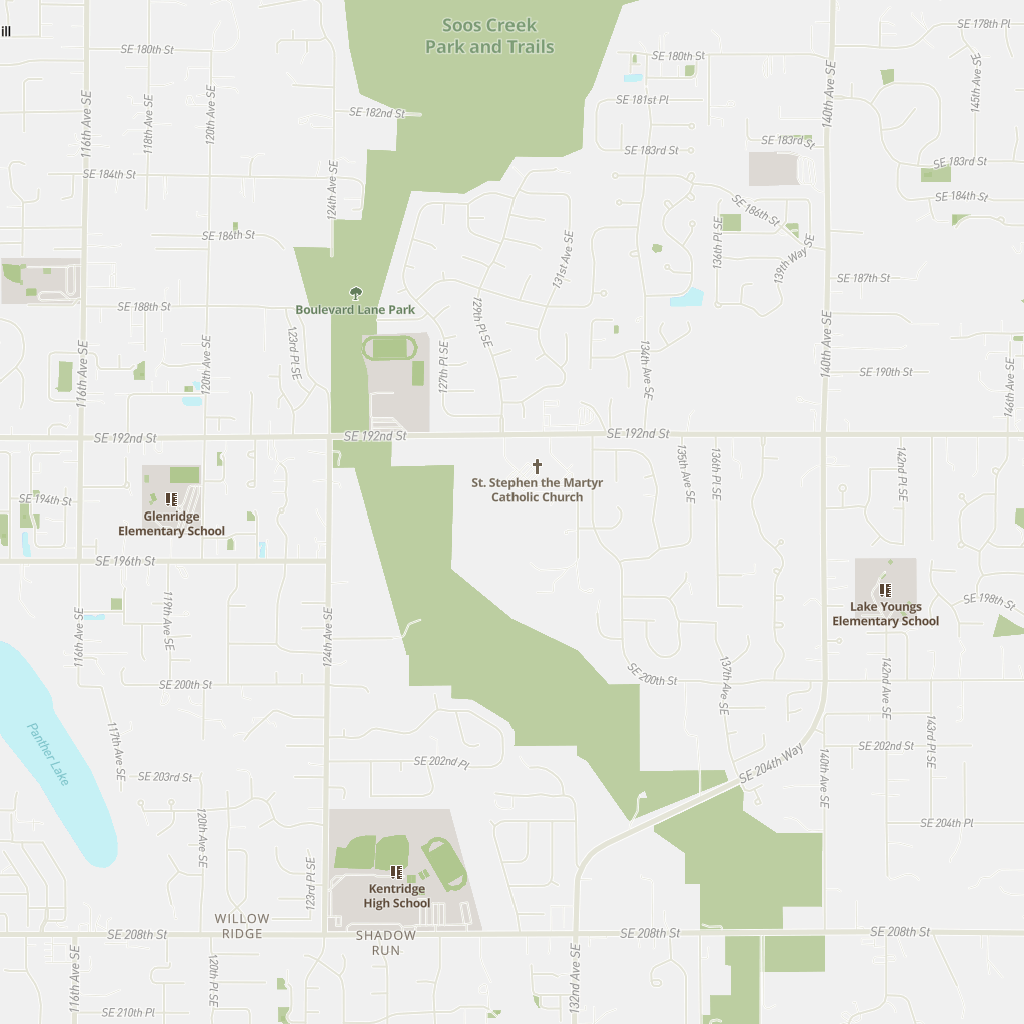 Soos Creek
Park and Trails
SE 178th Pl
ill
SE 180th St
SE 180th St
145th Ave SE
140th Ave SE
116th Ave SE
118th Ave SE
120th Ave SE
SE 181st Pl
SE 182nd St
SE 183rd St
SE 183rd St
SE 183rd St
SE 184th St
124th Ave SE
SE 184th St
SE 186th St
SE 186th St
136th Pl SE
139th Way SE
131st Ave SE
SE 187th St
Boulevard Lane Park
SE 188th St
129th Pl SE
123rd Pl SE
127th Pl SE
134th Ave SE
140th Ave SE
116th Ave SE
120th Ave SE
SE 190th St
146th Ave SE
SE 192nd St
SE 192nd St
SE 192nd St
135th Ave SE
136th Pl SE
142nd Pl SE
St. Stephen the Martyr
Catholic Church
SE 194th St
Glenridge
Elementary School
SE 196th St
119th Ave SE
116th Ave SE
124th Ave SE
Lake Youngs
Elementary School
SE 198th St
SE 200th St
SE 200th St
137th Ave SE
142nd Ave SE
143rd Pl SE
117th Ave SE
Panther Lake
SE 202nd St
SE 202nd Pl
SE 204th Way
140th Ave SE
SE 203rd St
120th Ave SE
SE 204th Pl
123rd Pl SE
Kentridge
High School
WILLOW
RIDGE
SHADOW
RUN
SE 208th St
SE 208th St
SE 208th St
116th Ave SE
120th Pl SE
132nd Ave SE
SE 210th Pl